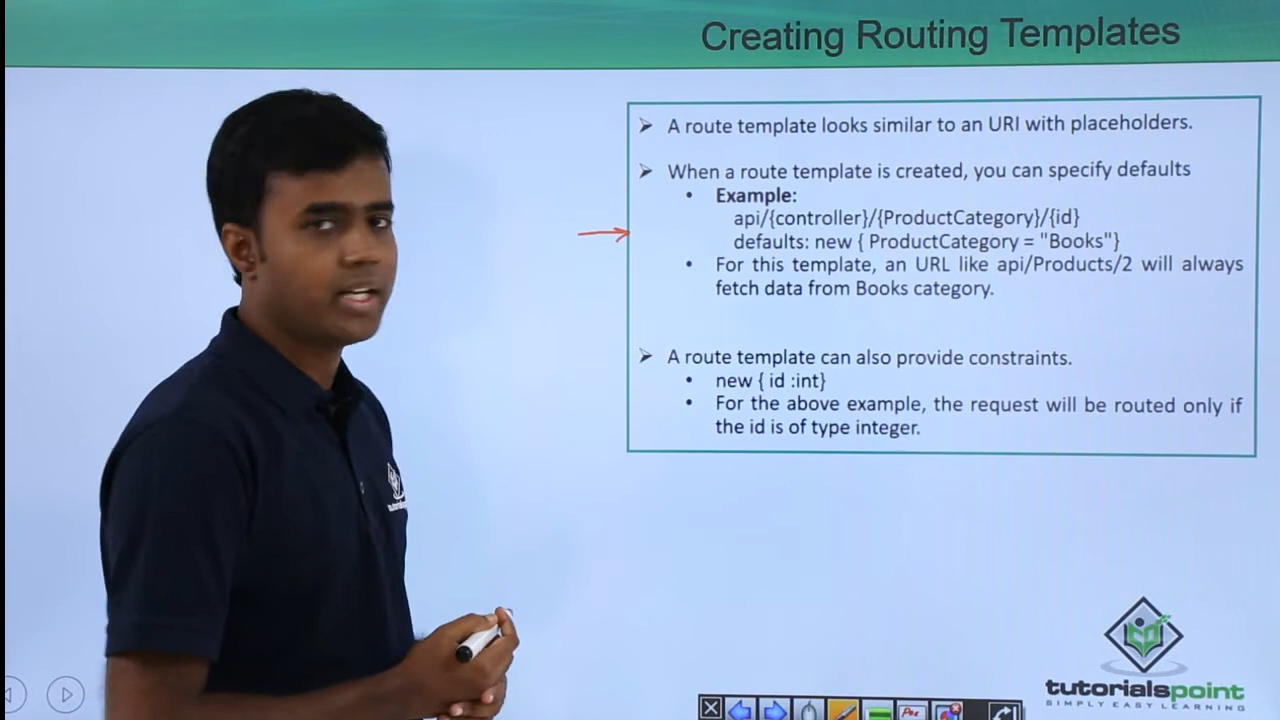 Creating Routing Templates
➢ A route template looks similar to an URI with placeholders.
➢ When a route template is created, you can specify defaults
• Example:
api/{controller}/{ProductCategory}/{id}
defaults: new { ProductCategory = "Books"}
• For this template, an URL like api/Products/2 will always
fetch data from Books category.
➢ A route template can also provide constraints.
• new { id :int}
• For the above example, the request will be routed only if
the id is of type integer.
tutorialspoint
SIMPLY EASY LEARNING